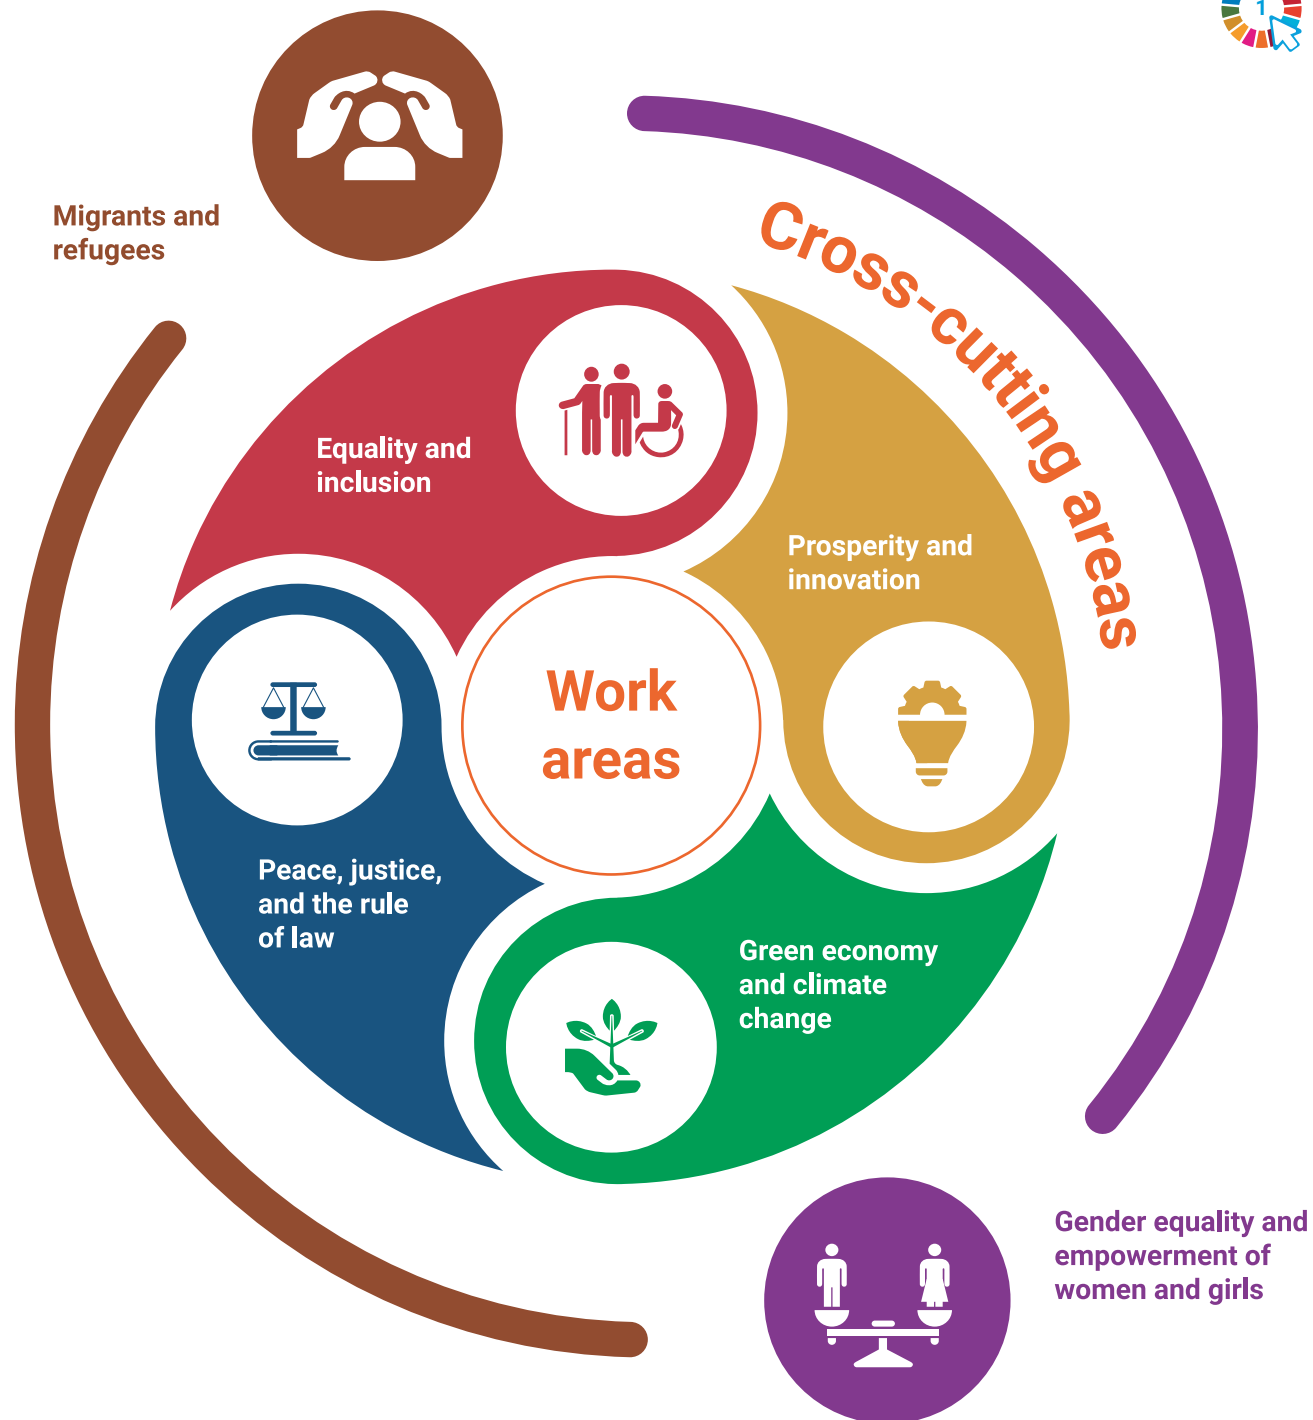 1
Migrants and
refugees
Cross-cutting areas
Equality and
inclusion
Prosperity and
innovation
Work
areas
Peace, justice,
and the rule
of law
Green economy
and climate
change
Gender equality and
empowerment of
women and girls